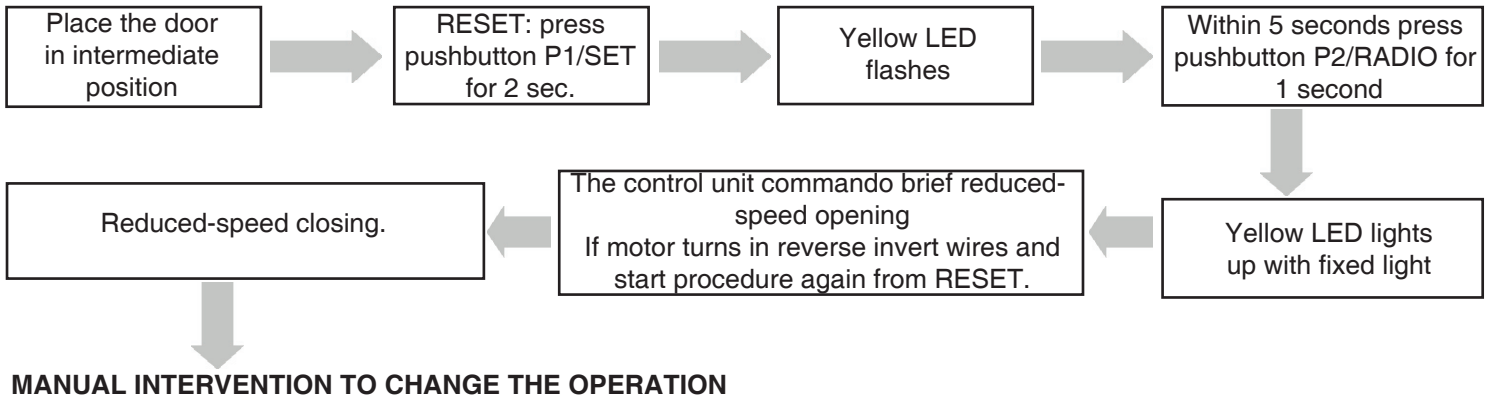 Place the door
in intermediate
position
RESET: press
pushbutton P1/SET
for 2 sec.
Yellow LED
flashes
Within 5 seconds press
pushbutton P2/RADIO for
1 second
Yellow LED lights
up with fixed light
The control unit commando brief reduced-
speed opening
If motor turns in reverse invert wires and
start procedure again from RESET.
Reduced-speed closing.
MANUAL INTERVENTION TO CHANGE THE OPERATION